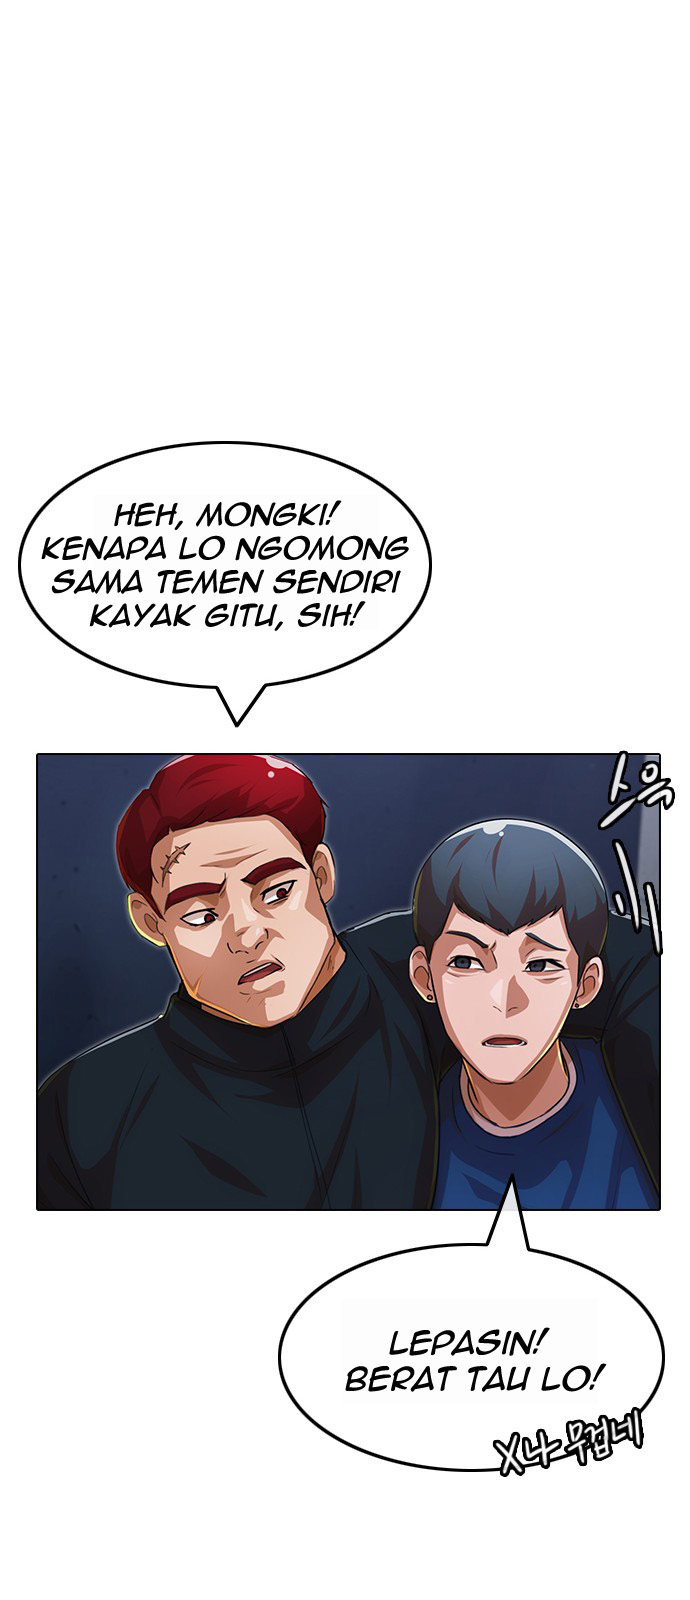 HEH, MONGKI!
KENAPA LO NGOMONG
SAMA TEMEN SENDIRI
KAYAK GITU, SIH!
스윽
LEPASIN!
BERAT TAU LO!
X나 무겁네